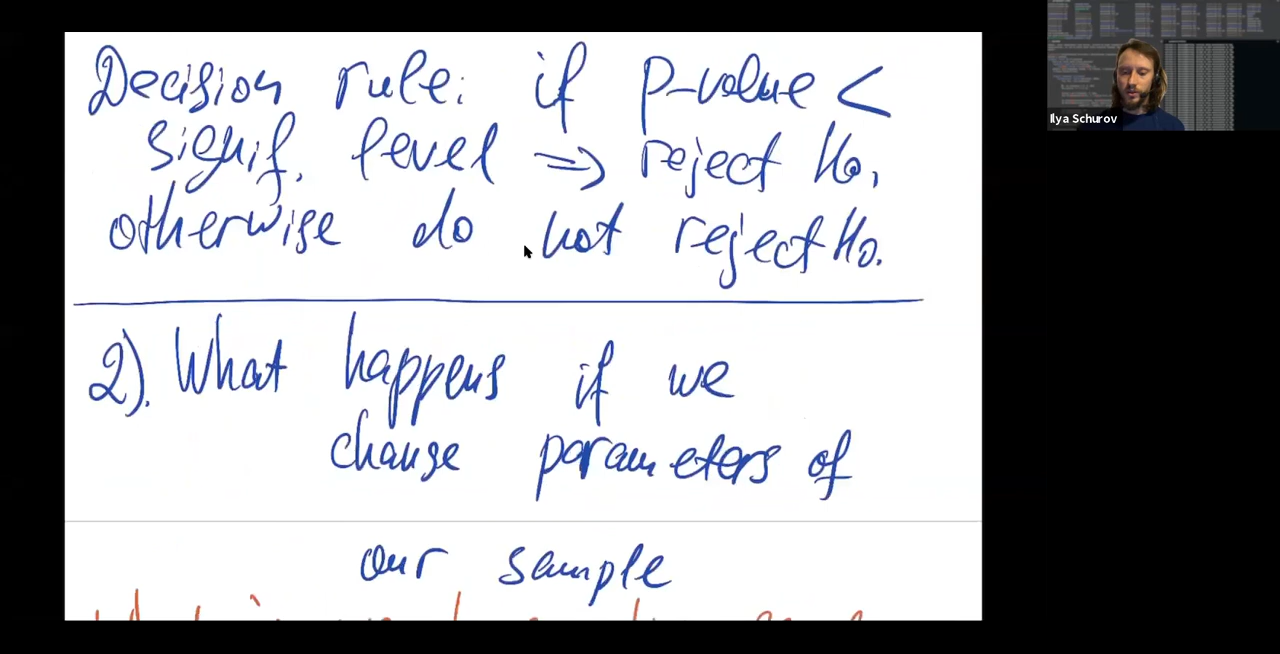 Decision rule: if p-value <
signif. level => reject H0,
otherwise do not reject H0.
2). What happens if we
change parameters of
our sample
Ilya Schurov